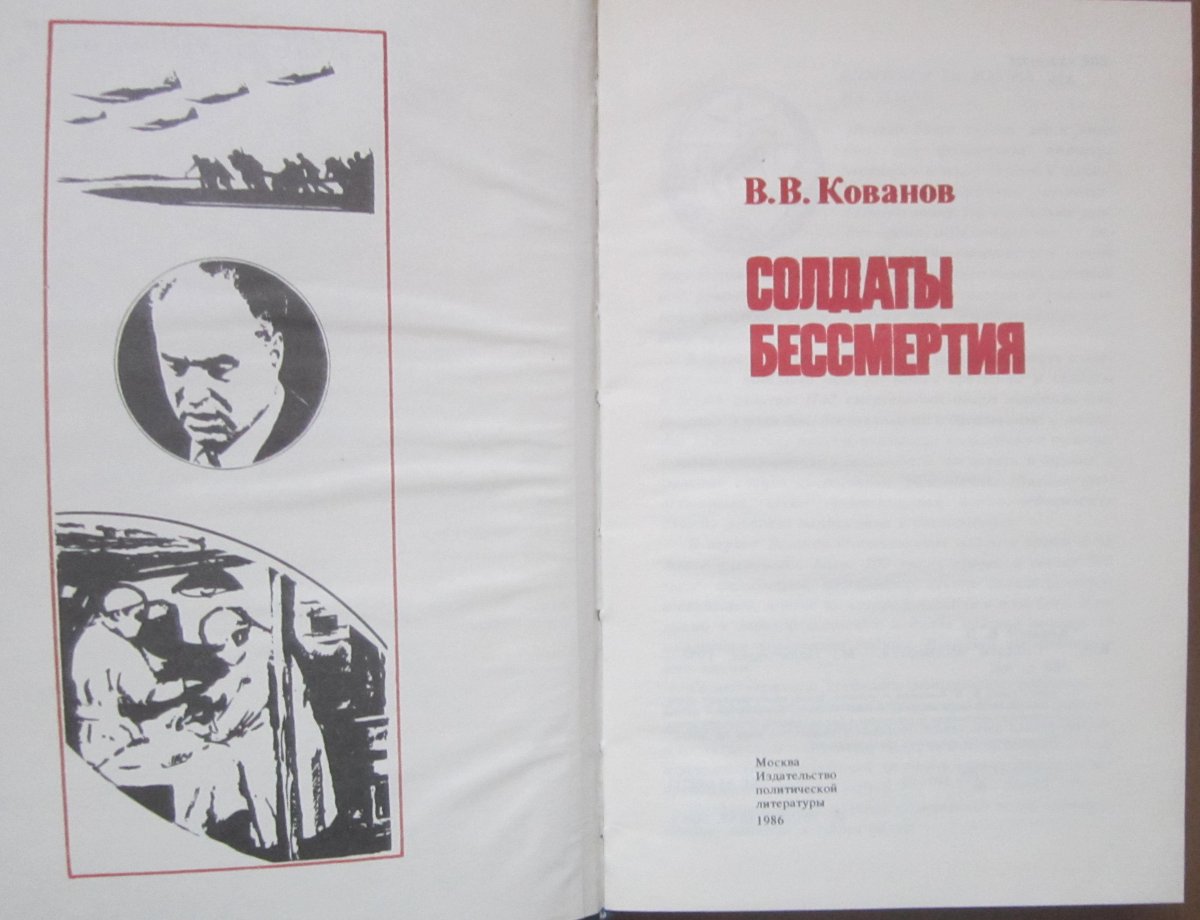 В. В. Кованов
СОЛДАТЫ
БЕССМЕРТИЯ
Москва
Издательство
политической
литературы
1986